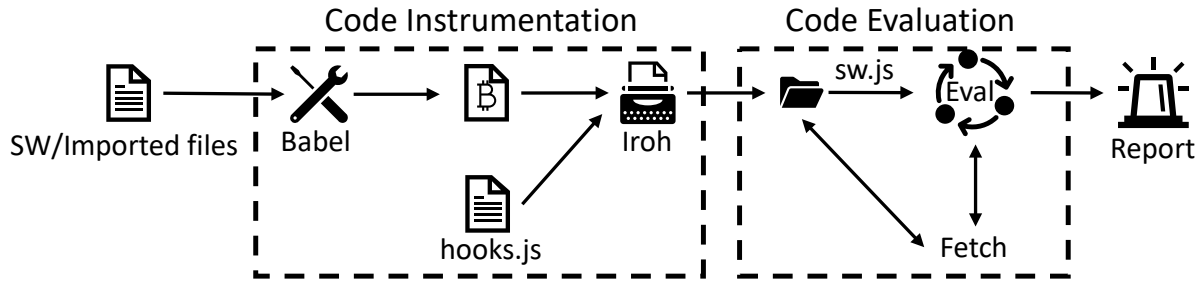 Code Instrumentation
Code Evaluation
sw.js
Eval
SW/Imported files
Babel
Iroh
Report
hooks.js
Fetch